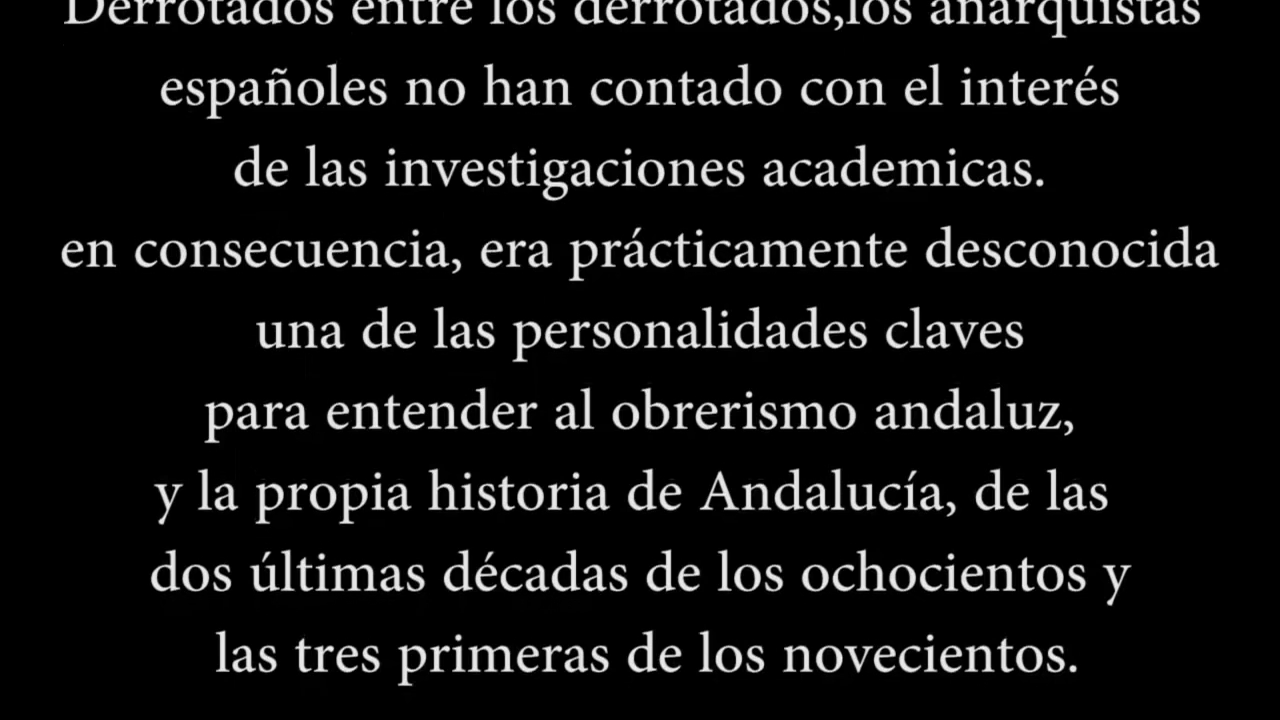 Derrotados entre los derrotados,los anarquistas
españoles no han contado con el interés
de las investigaciones academicas.
en consecuencia, era prácticamente desconocida
una de las personalidades claves
para entender al obrerismo andaluz,
y la propia historia de Andalucía, de las
dos últimas décadas de los ochocientos y
las tres primeras de los novecientos.